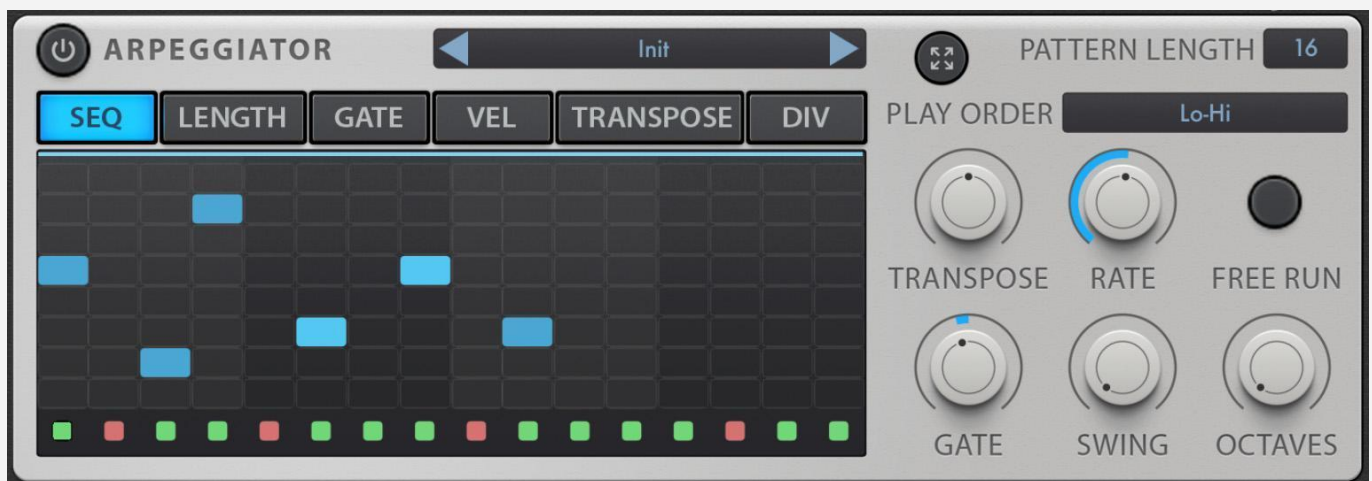 ARPEGGIATOR
Init
PATTERN LENGTH 16
SEQ LENGTH GATE VEL TRANSPOSE DIV
PLAY ORDER Lo-Hi
TRANSPOSE RATE FREE RUN
GATE SWING OCTAVES